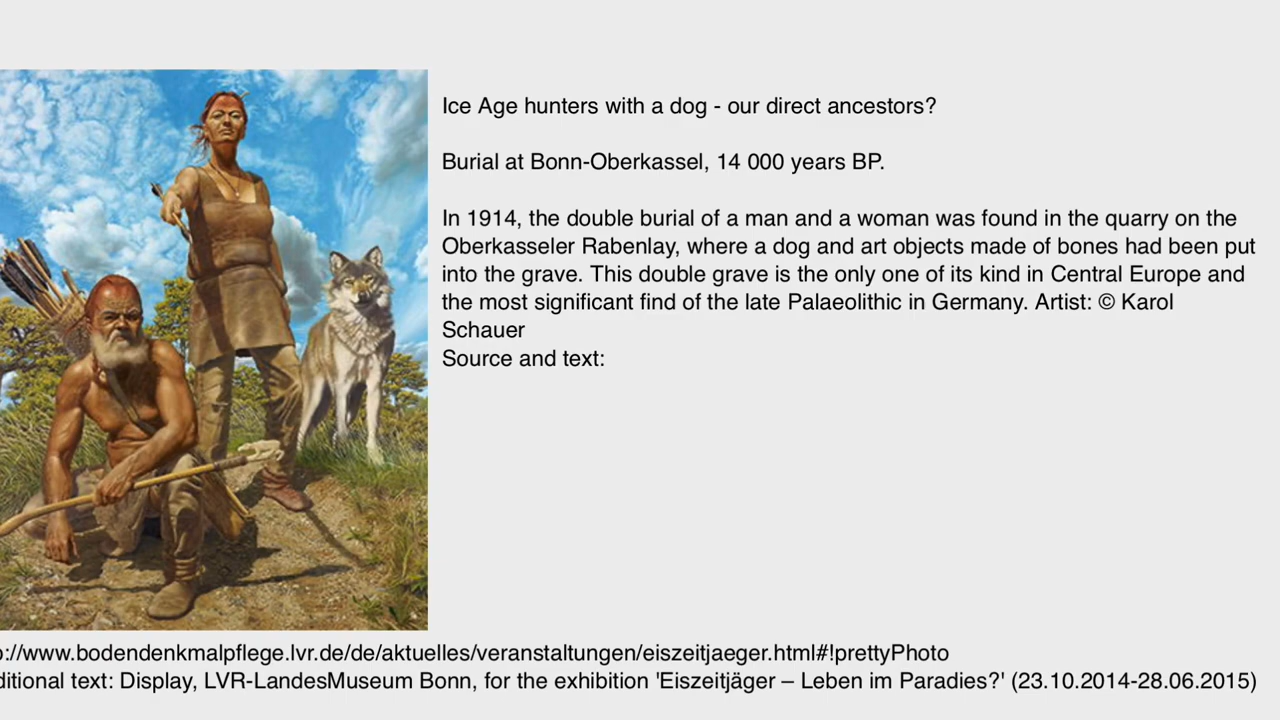 Ice Age hunters with a dog - our direct ancestors?
Burial at Bonn-Oberkassel, 14 000 years BP.
In 1914, the double burial of a man and a woman was found in the quarry on the
Oberkasseler Rabenlay, where a dog and art objects made of bones had been put
into the grave. This double grave is the only one of its kind in Central Europe and
the most significant find of the late Palaeolithic in Germany. Artist: © Karol
Schauer
Source and text:
://www.bodendenkmalpflege.lvr.de/de/aktuelles/veranstaltungen/eiszeitjaeger.html#!prettyPhoto
ditional text: Display, LVR-LandesMuseum Bonn, for the exhibition 'Eiszeitjäger – Leben im Paradies?' (23.10.2014-28.06.2015)